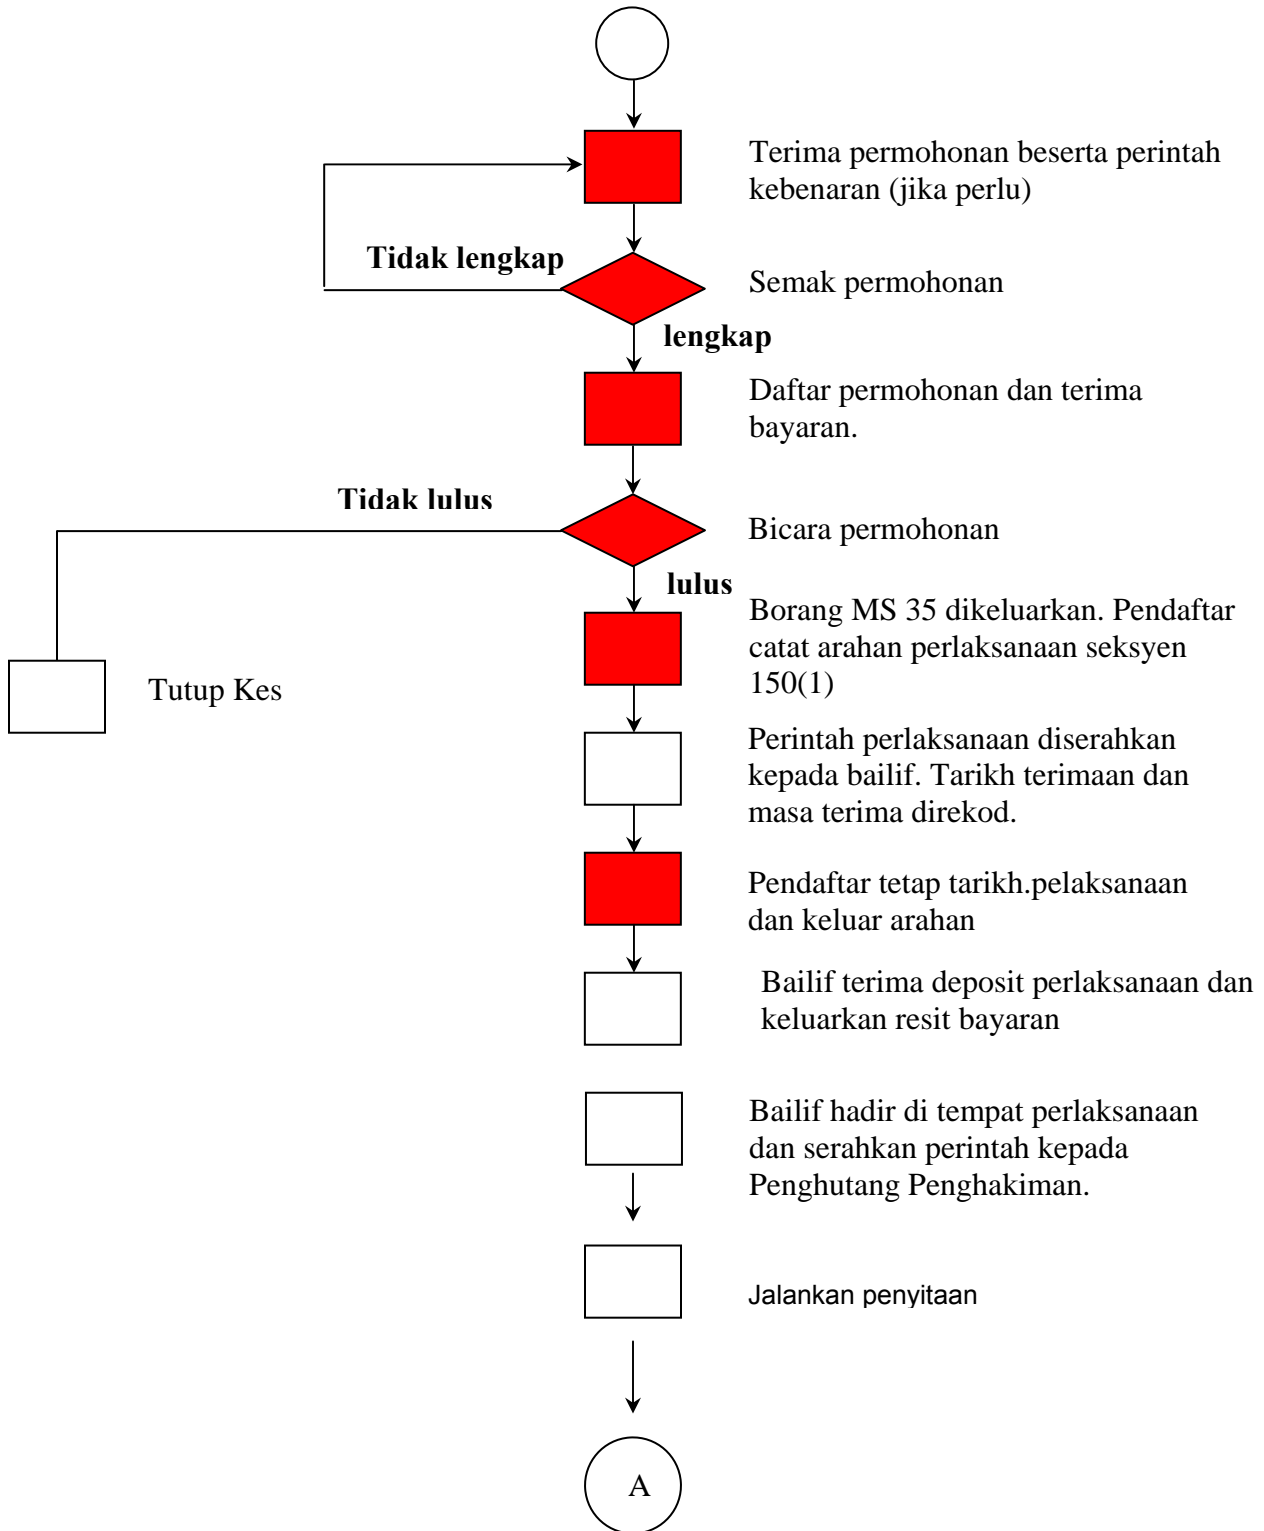 Terima permohonan beserta perintah
kebenaran (jika perlu)
Tidak lengkap
Semak permohonan
lengkap
Daftar permohonan dan terima
bayaran.
Tidak lulus
Bicara permohonan
lulus
Borang MS 35 dikeluarkan. Pendaftar
catat arahan perlaksanaan seksyen
150(1)
Tutup Kes
Perintah perlaksanaan diserahkan
kepada bailif. Tarikh terimaan dan
masa terima direkod.
Pendaftar tetap tarikh.pelaksanaan
dan keluar arahan
Bailif terima deposit perlaksanaan dan
keluarkan resit bayaran
Bailif hadir di tempat perlaksanaan
dan serahkan perintah kepada
Penghutang Penghakiman.
Jalankan penyitaan
A